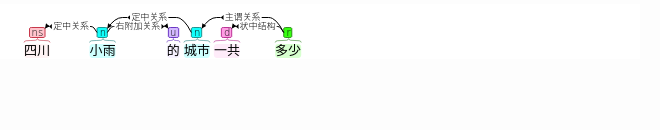 定中关系 主谓关系
定中关系 右附加关系 状中结构
ns n u n d r
四川 小雨 的 城市 一共 多少